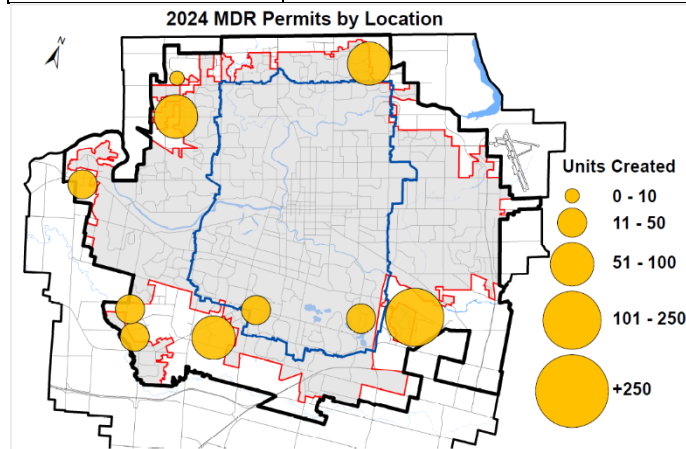 2024 MDR Permits by Location
N
Units Created
0 - 10
11 - 50
51 - 100
101 - 250
+250